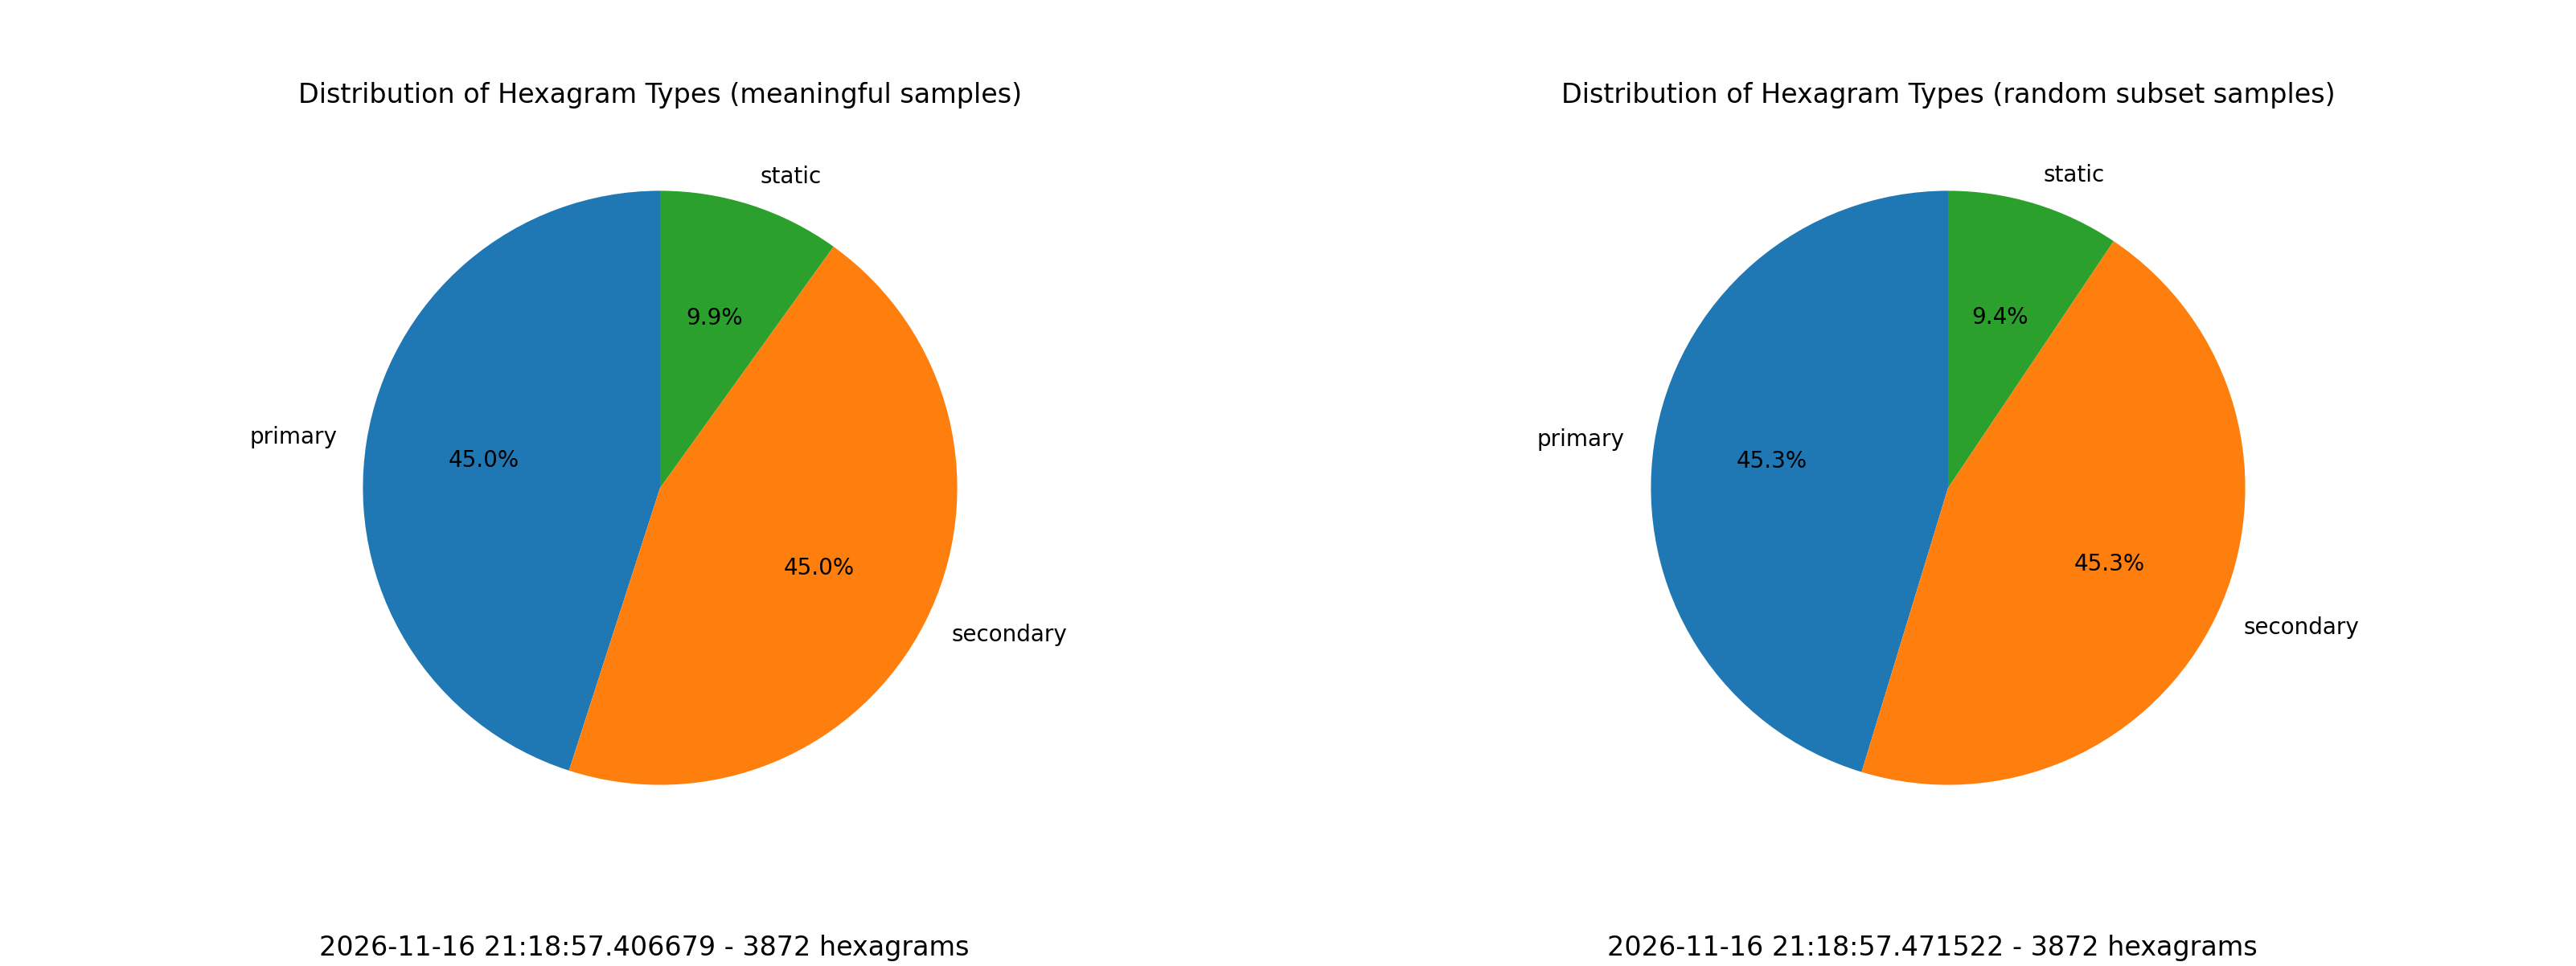 Distribution of Hexagram Types (meaningful samples)
static
9.9%
primary
45.0%
45.0%
secondary
2026-11-16 21:18:57.406679 - 3872 hexagrams
Distribution of Hexagram Types (random subset samples)
static
9.4%
primary
45.3%
45.3%
secondary
2026-11-16 21:18:57.471522 - 3872 hexagrams